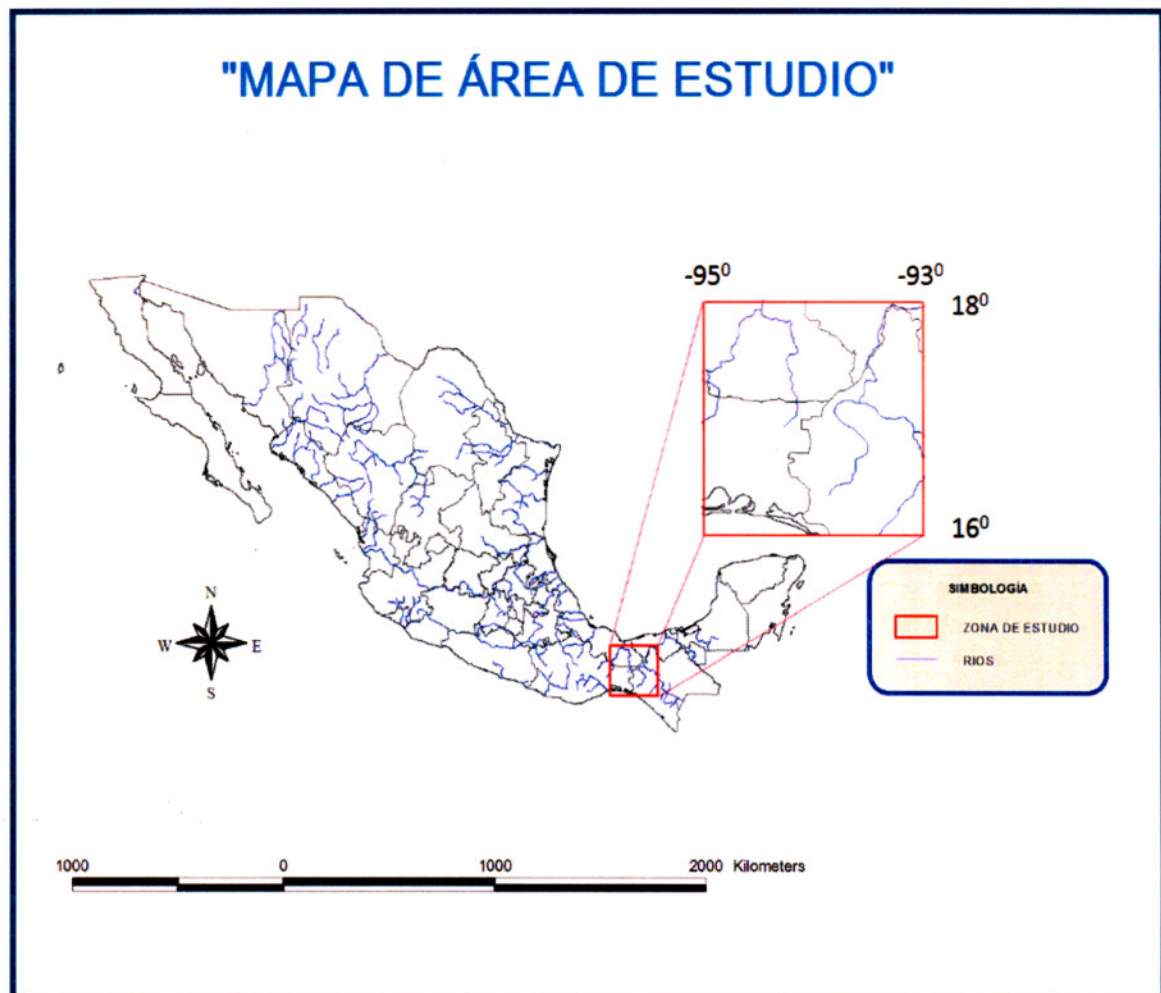 "MAPA DE ÁREA DE ESTUDIO"
-95⁰ -93⁰
18⁰
16⁰
SIMBOLOGÍA
ZONA DE ESTUDIO
RIOS
N
W E
S
1000 0 1000 2000 Kilometers